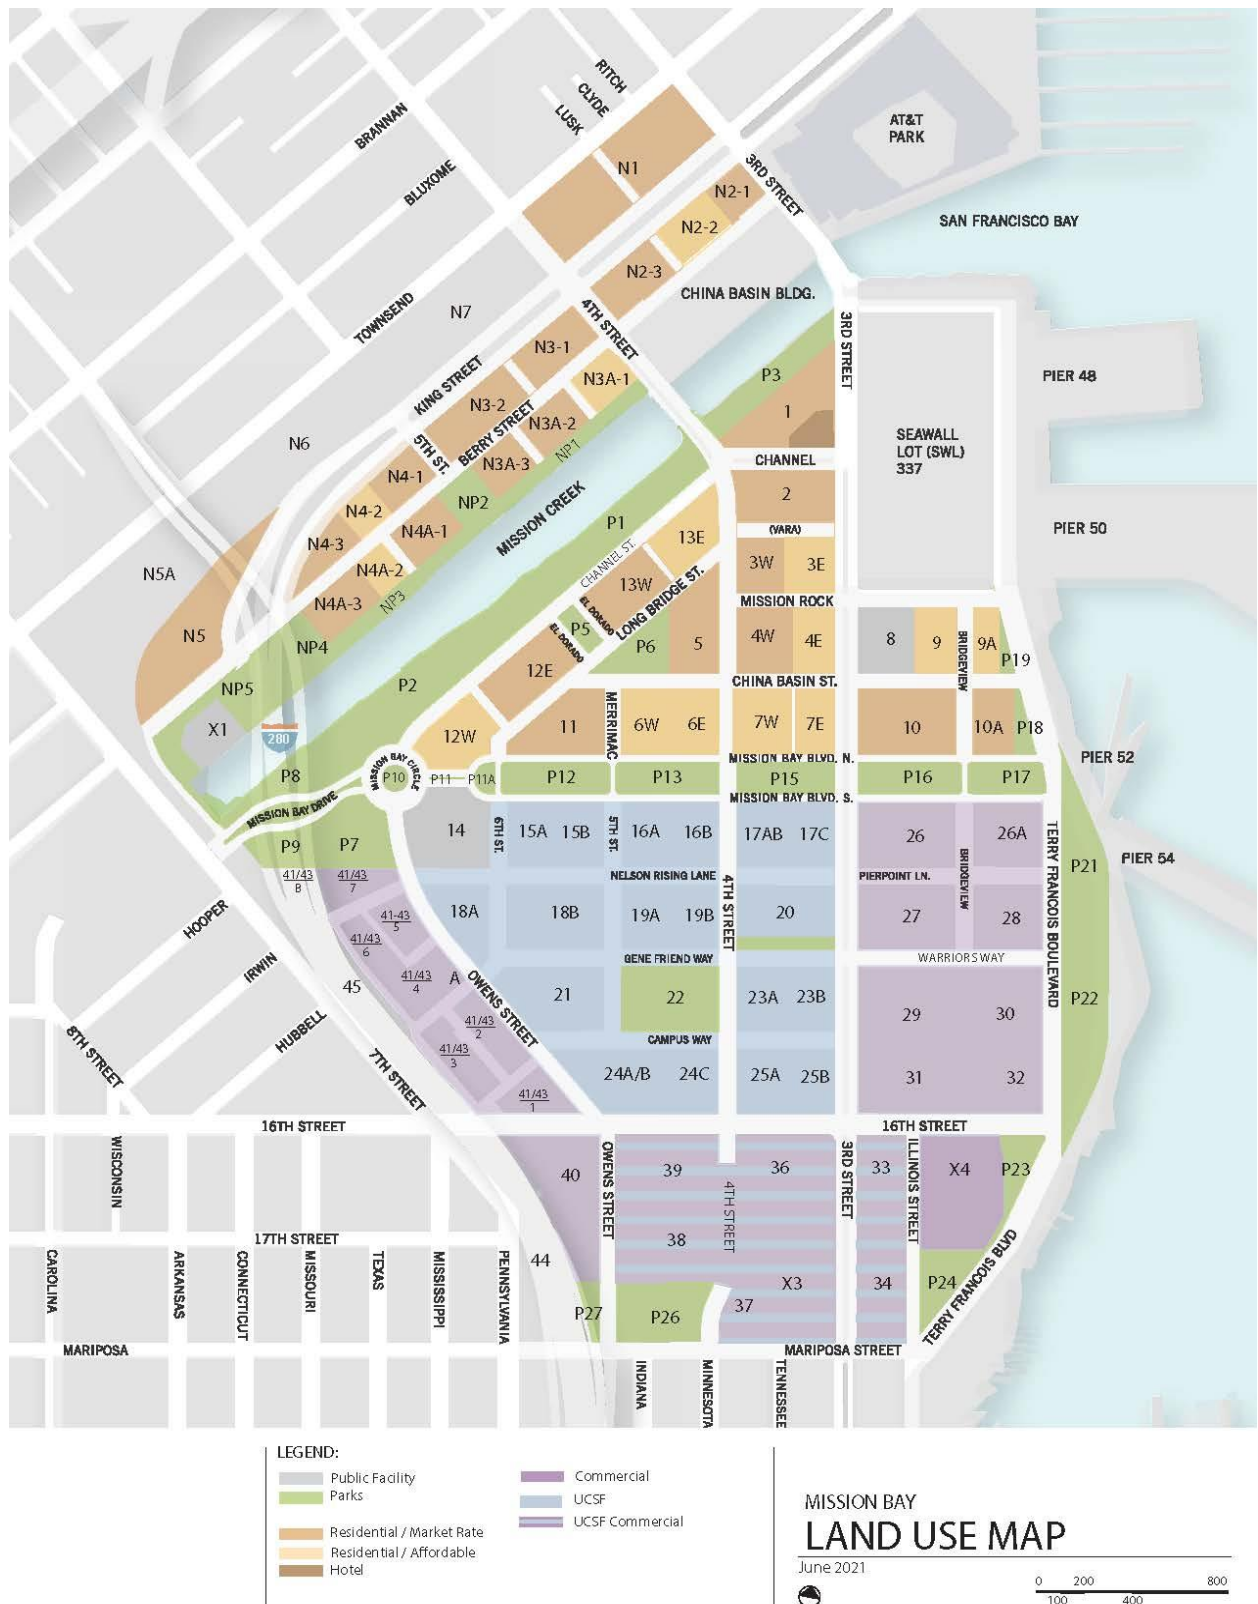 RITCH
CLYDE
LUSK
BRANNAN
BLUXOME
TOWNSEND
AT&T
PARK
3RD STREET
SAN FRANCISCO BAY
N1
N2-1
N2-2
N2-3
CHINA BASIN BLDG.
N7
4TH STREET
3RD STREET
KING STREET
N3-1
N3A-1
P3
PIER 48
N3-2
BERRY STREET
N3A-2
1
N6
5TH ST.
N3A-3
NP1
SEAWALL
LOT (SWL)
337
CHANNEL
N4-1
NP2
MISSION CREEK
2
N4-2
N4A-1
P1
(VARA)
PIER 50
N4-3
13E
CHANNEL ST.
3W
3E
N5A
N4A-2
13W
N4A-3
NP3
LONG BRIDGE ST.
MISSION ROCK
EL DORADO
P5
EL DORADO
N5
NP4
P6
5
4W
4E
8
9
BRIDGEVIEW
9A
P19
12E
CHINA BASIN ST.
NP5
P2
MERRIMAC
X1
280
12W
11
6W
6E
7W
7E
10
10A
P18
PIER 52
MISSION BAY BLVD. N.
MISSION BAY CIRCLE
P8
P10
P11
P11A
P12
P13
P15
P16
P17
MISSION BAY BLVD. S.
MISSION BAY DRIVE
P9
P7
14
6TH ST.
15A
15B
5TH ST.
16A
16B
17AB
17C
26
26A
TERRY FRANCOIS BOULEVARD
PIER 54
P21
41/43
8
41/43
7
NELSON RISING LANE
PIERPOINT LN.
BRIDGEVIEW
HOOPER
41-43
5
18A
18B
19A
19B
4TH STREET
20
27
28
41/43
6
IRWIN
GENE FRIEND WAY
WARRIORS WAY
45
41/43
4
A
OWENS STREET
21
22
23A
23B
29
30
P22
HUBBELL
41/43
2
41/43
3
CAMPUS WAY
8TH STREET
7TH STREET
24A/B
24C
25A
25B
31
32
41/43
1
16TH STREET
16TH STREET
WISCONSIN
40
OWENS STREET
39
4TH STREET
36
3RD STREET
33
ILLINOIS STREET
X4
P23
17TH STREET
38
CAROLINA
ARKANSAS
CONNECTICUT
MISSOURI
TEXAS
MISSISSIPPI
PENNSYLVANIA
44
P27
P26
37
X3
34
P24
TERRY FRANCOIS BLVD
MARIPOSA
MARIPOSA STREET
INDIANA
MINNESOTA
TENNESSEE
LEGEND:
Public Facility
Parks
Residential / Market Rate
Residential / Affordable
Hotel
Commercial
UCSF
UCSF Commercial
MISSION BAY
LAND USE MAP
June 2021
0 200 800
100 400